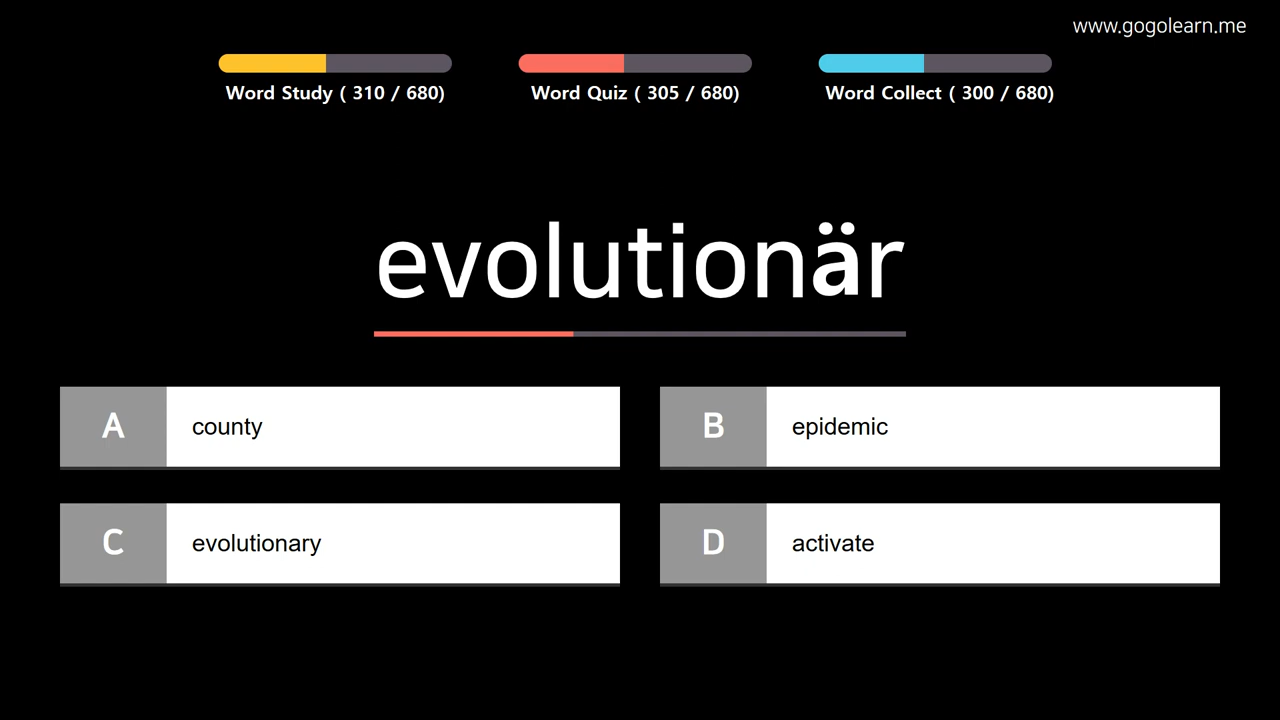 www.gogolearn.me
Word Study ( 310 / 680)
Word Quiz ( 305 / 680)
Word Collect ( 300 / 680)
evolutionär
A county
B epidemic
C evolutionary
D activate